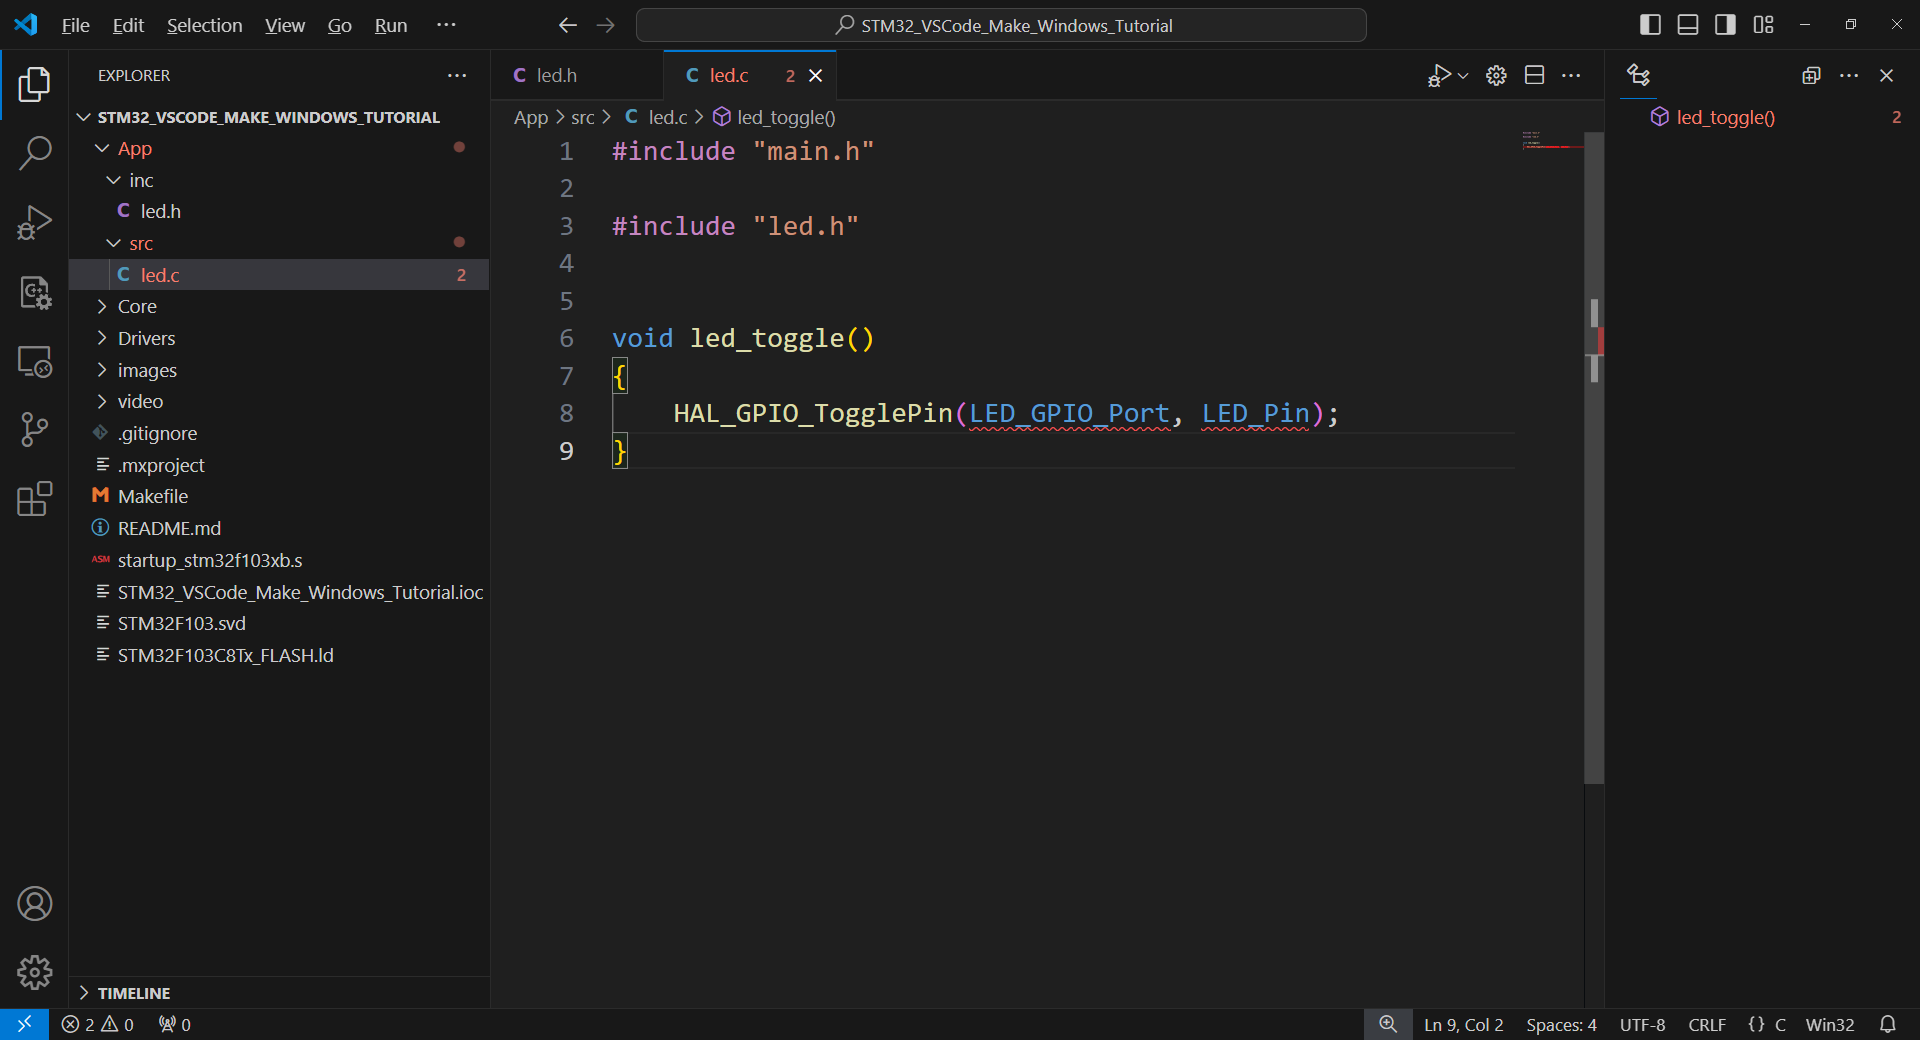 File Edit Selection View Go Run ···
STM32_VSCode_Make_Windows_Tutorial
EXPLORER
STM32_VSCODE_MAKE_WINDOWS_TUTORIAL
App
inc
C led.h
src
C led.c 2
Core
Drivers
images
video
.gitignore
.mxproject
M Makefile
README.md
ASM startup_stm32f103xb.s
STM32_VSCode_Make_Windows_Tutorial.ioc
STM32F103.svd
STM32F103C8Tx_FLASH.ld
TIMELINE
C led.h
C led.c 2
App > src > C led.c > led_toggle()
1 #include "main.h"
2
3 #include "led.h"
4
5
6 void led_toggle()
7 {
8 HAL_GPIO_TogglePin(LED_GPIO_Port, LED_Pin);
9 }
led_toggle() 2
2 0 0
Ln 9, Col 2 Spaces: 4 UTF-8 CRLF {} C Win32